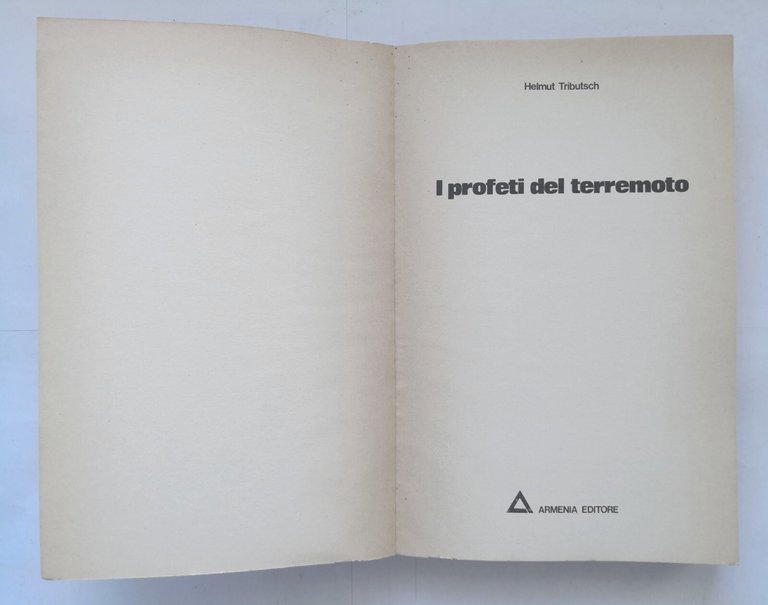 Helmut Tributsch
I profeti del terremoto
ARMENIA EDITORE